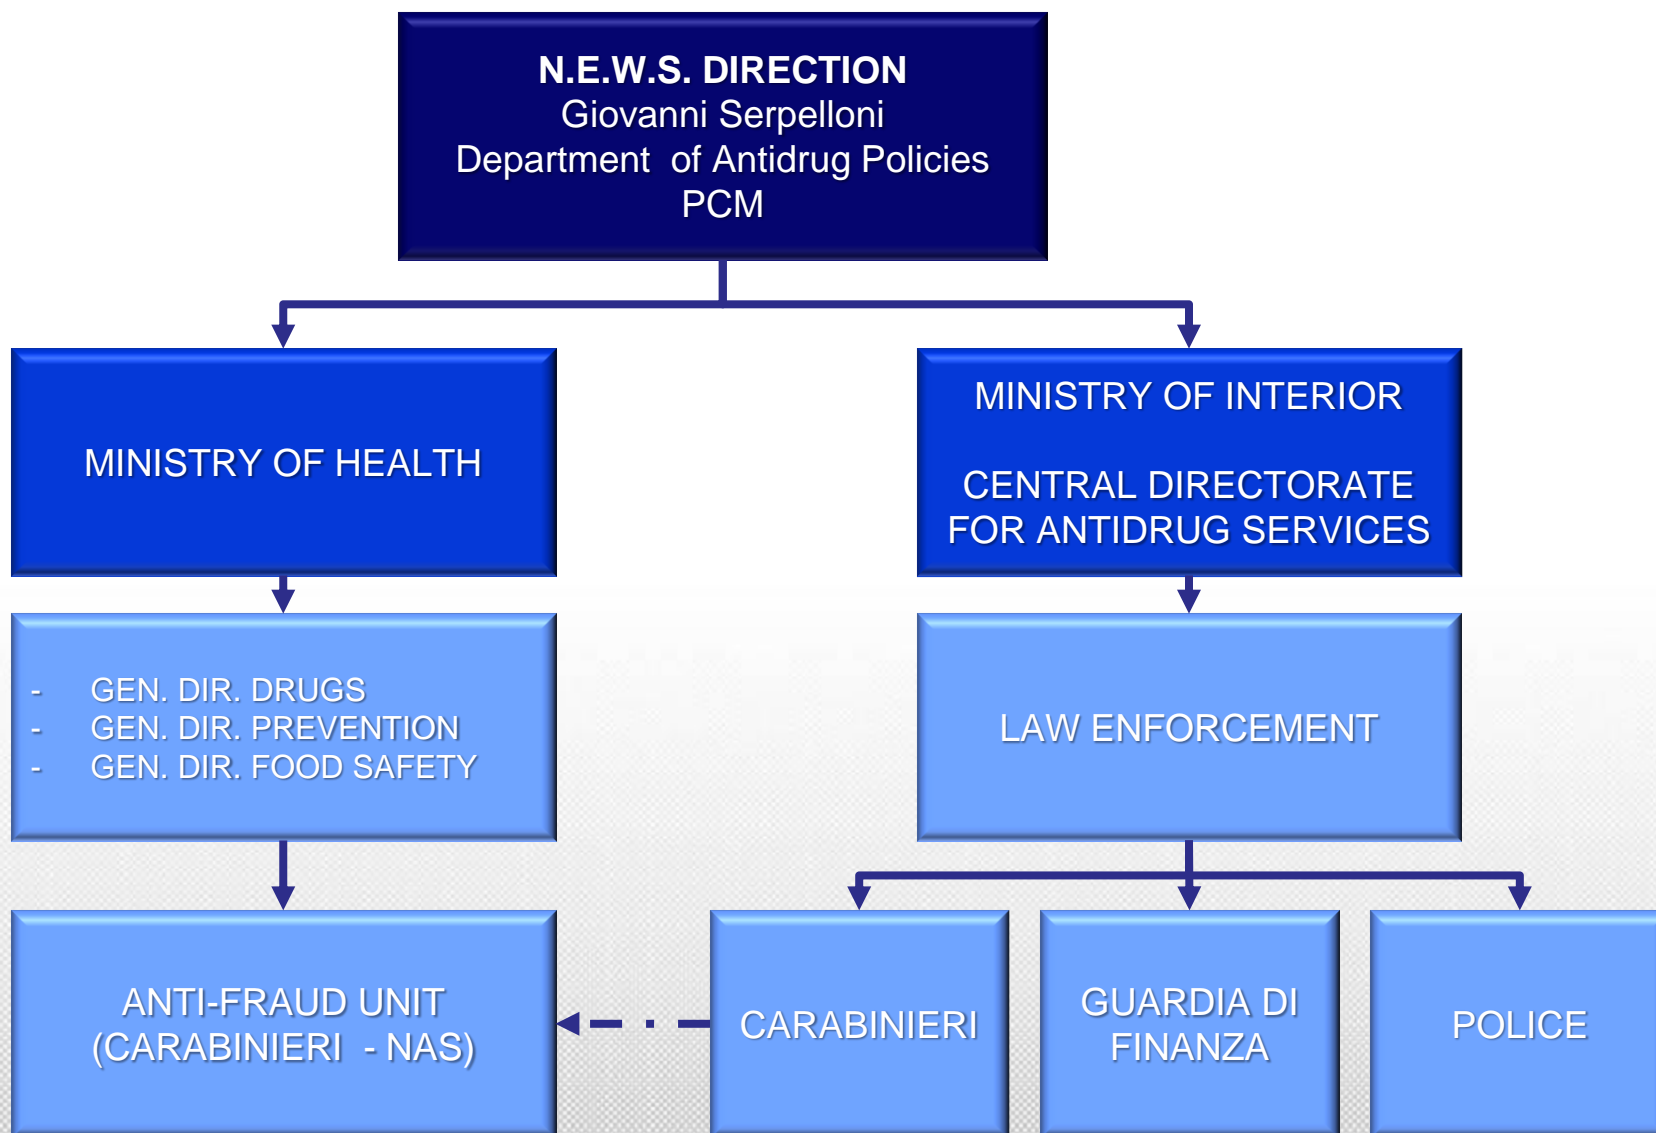 N.E.W.S. DIRECTION
Giovanni Serpelloni
Department of Antidrug Policies
PCM
MINISTRY OF HEALTH
MINISTRY OF INTERIOR
CENTRAL DIRECTORATE
FOR ANTIDRUG SERVICES
- GEN. DIR. DRUGS
- GEN. DIR. PREVENTION
- GEN. DIR. FOOD SAFETY
LAW ENFORCEMENT
ANTI-FRAUD UNIT
(CARABINIERI - NAS)
CARABINIERI
GUARDIA DI
FINANZA
POLICE